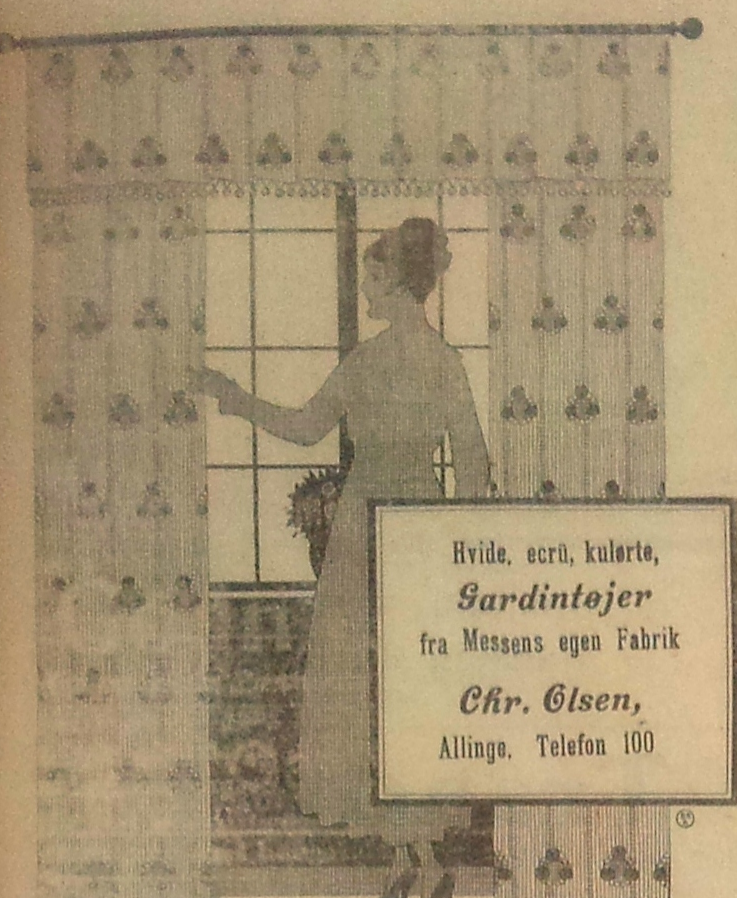 Hvide, ecrü, kulørte,
Gardintøjer
fra Messens egen Fabrik
Chr. Olsen,
Allinge, Telefon 100